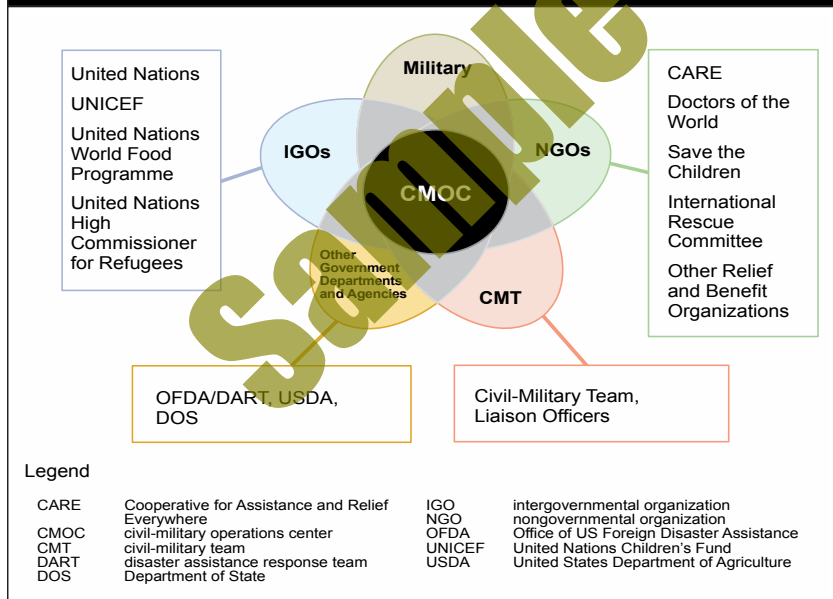 Military
IGOs
NGOs
CMOC
Other
Government
Departments
and Agencies
CMT
United Nations
UNICEF
United Nations
World Food
Programme
United Nations
High
Commissioner
for Refugees
CARE
Doctors of the
World
Save the
Children
International
Rescue
Committee
Other Relief
and Benefit
Organizations
OFDA/DART, USDA,
DOS
Civil-Military Team,
Liaison Officers
Sample
Legend
CARE Cooperative for Assistance and Relief
Everywhere
CMOC civil-military operations center
CMT civil-military team
DART disaster assistance response team
DOS Department of State
IGO intergovernmental organization
NGO nongovernmental organization
OFDA Office of US Foreign Disaster Assistance
UNICEF United Nations Children's Fund
USDA United States Department of Agriculture